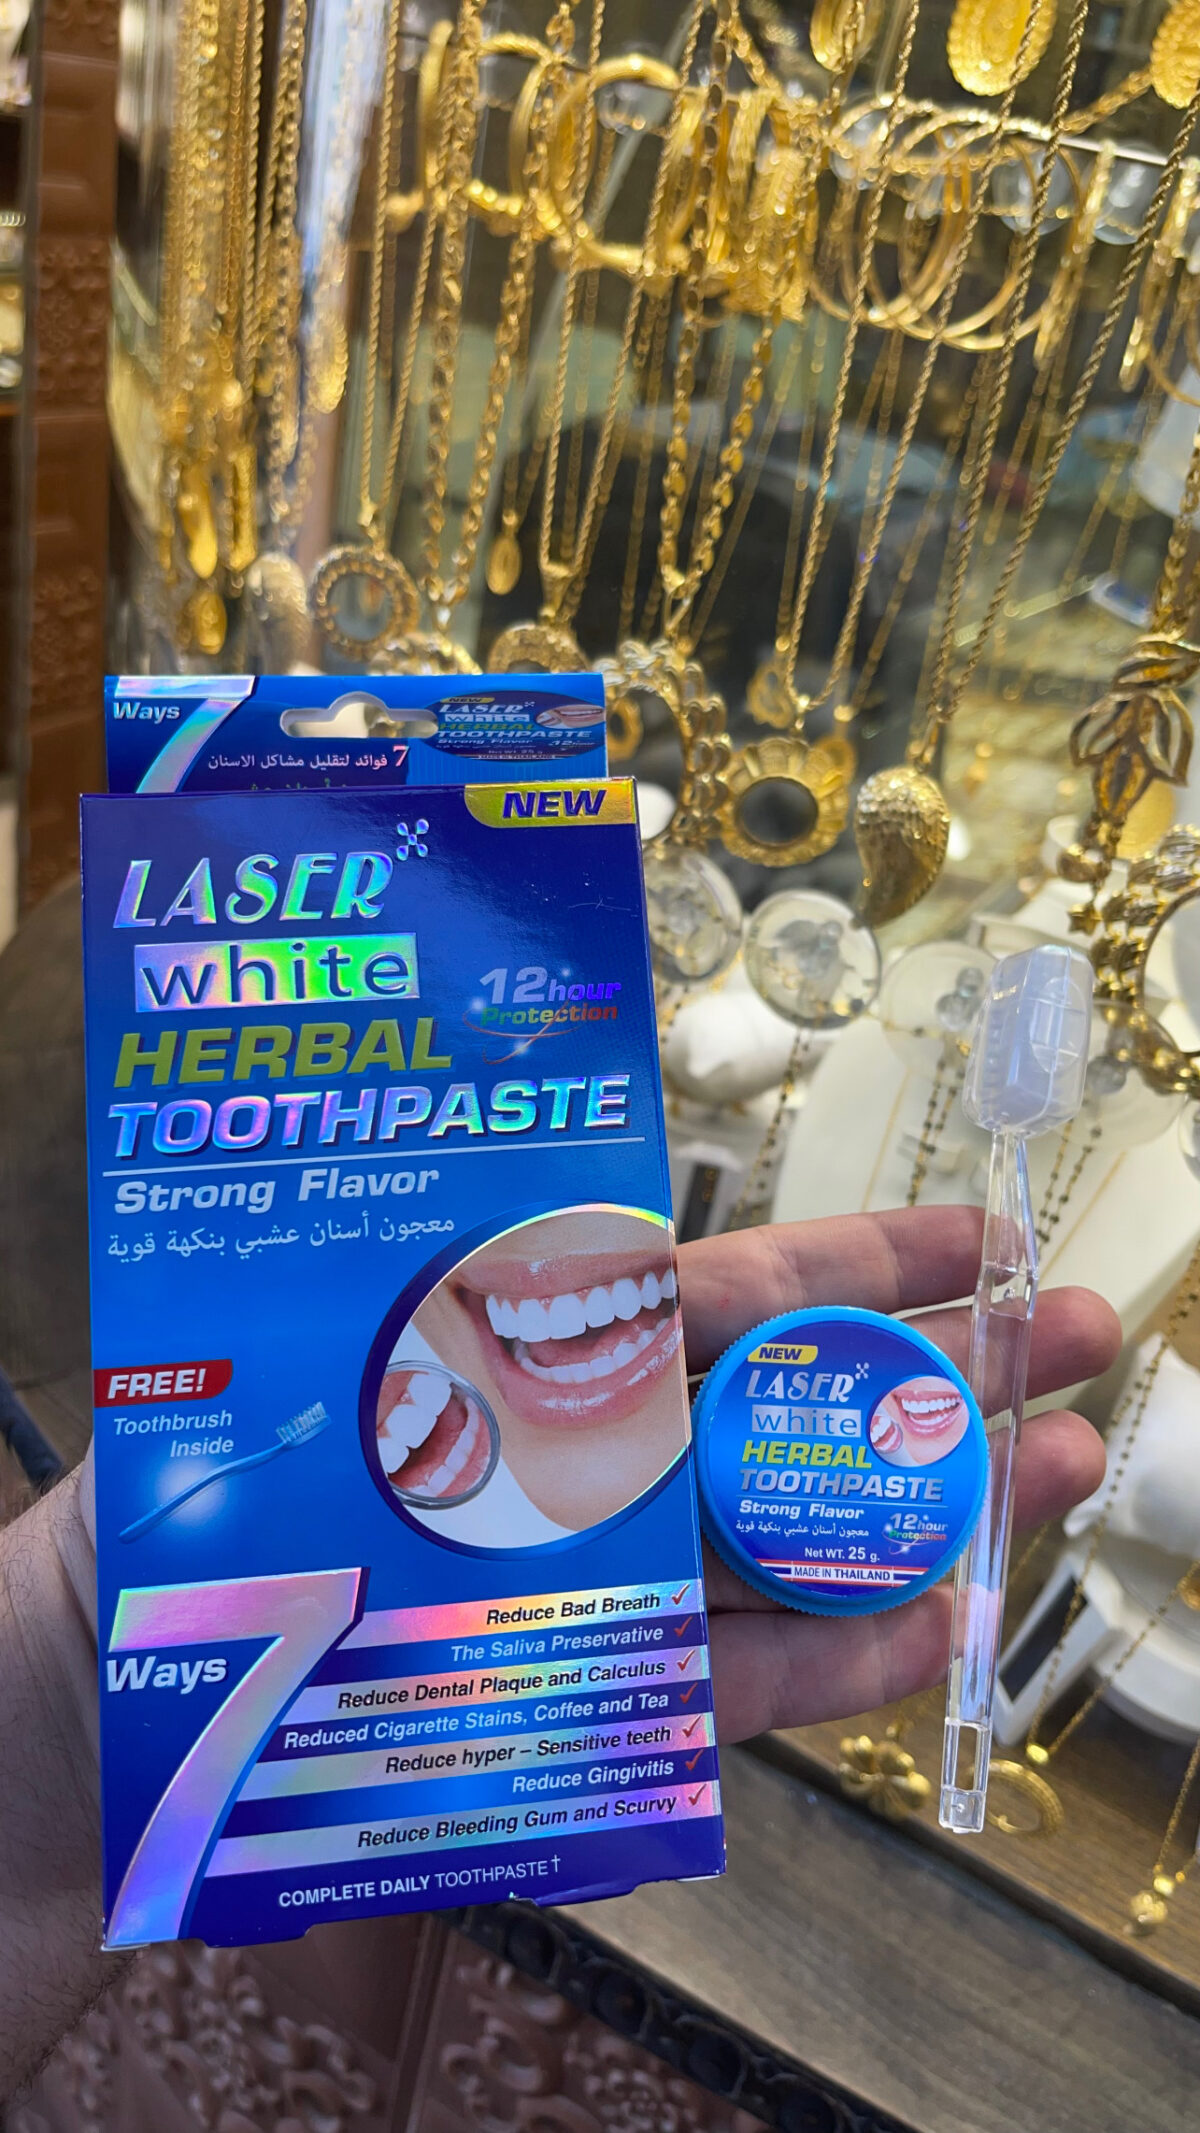 Ways
7
7 فوائد لتقليل مشاكل الاسنان
NEW
LASER
white
HERBAL
TOOTHPASTE
Strong Flavor
NEW
LASER
white
12hour
Protection
HERBAL
TOOTHPASTE
Strong Flavor
معجون أسنان عشبي بنكهة قوية
FREE!
Toothbrush
Inside
7
Ways
Reduce Bad Breath
The Saliva Preservative
Reduce Dental Plaque and Calculus
Reduced Cigarette Stains, Coffee and Tea
Reduce hyper – Sensitive teeth
Reduce Gingivitis
Reduce Bleeding Gum and Scurvy
COMPLETE DAILY TOOTHPASTE†
NEW
LASER
white
HERBAL
TOOTHPASTE
Strong Flavor
معجون أسنان عشبي بنكهة قوية
12hour
Protection
Net WT. 25 g.
MADE IN THAILAND